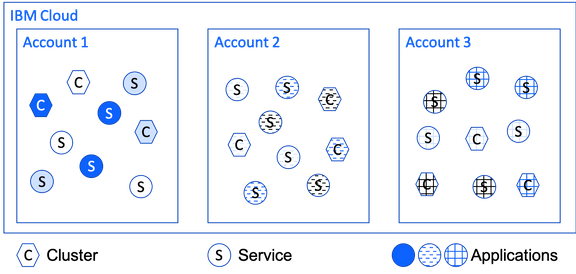 IBM Cloud
Account 1 Account 2 Account 3
C S S S C
C S C
S S C
S S S
S C
C S C
S C S
S S S
S S S
S C S
C S C
C Cluster S Service Applications